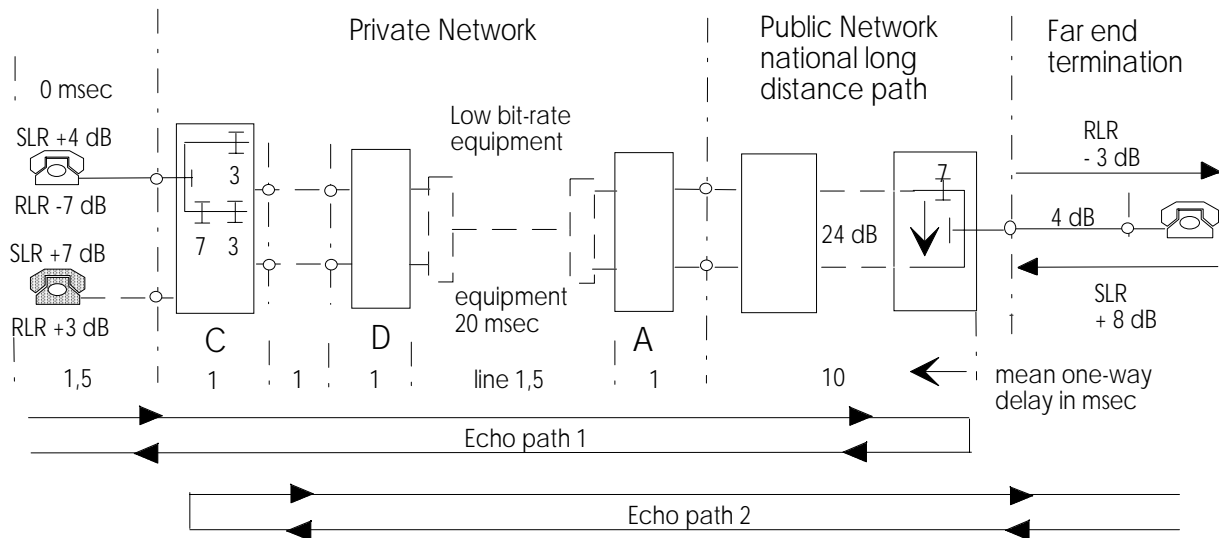 Private Network
Public Network
national long
distance path
Far end
termination
0 msec
Low bit-rate
equipment
SLR +4 dB
RLR
- 3 dB
3
7
RLR -7 dB
7 3
24 dB
4 dB
SLR +7 dB
equipment
20 msec
SLR
+ 8 dB
RLR +3 dB
C
D
A
1,5
1
1
1
line 1,5
1
10
mean one-way
delay in msec
Echo path 1
Echo path 2